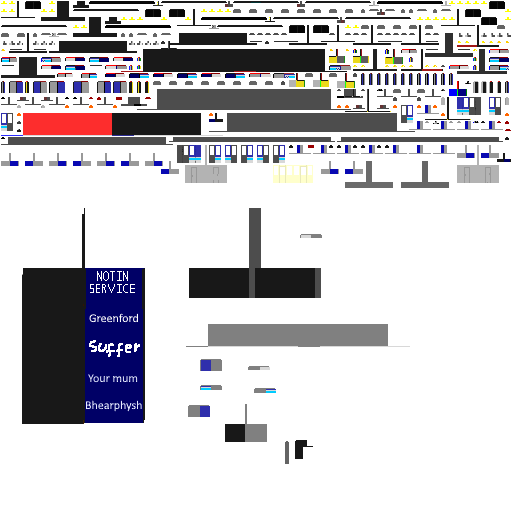 NOTIN
SERVICE
Greenford
Suffer
Your mum
Bhearphysh